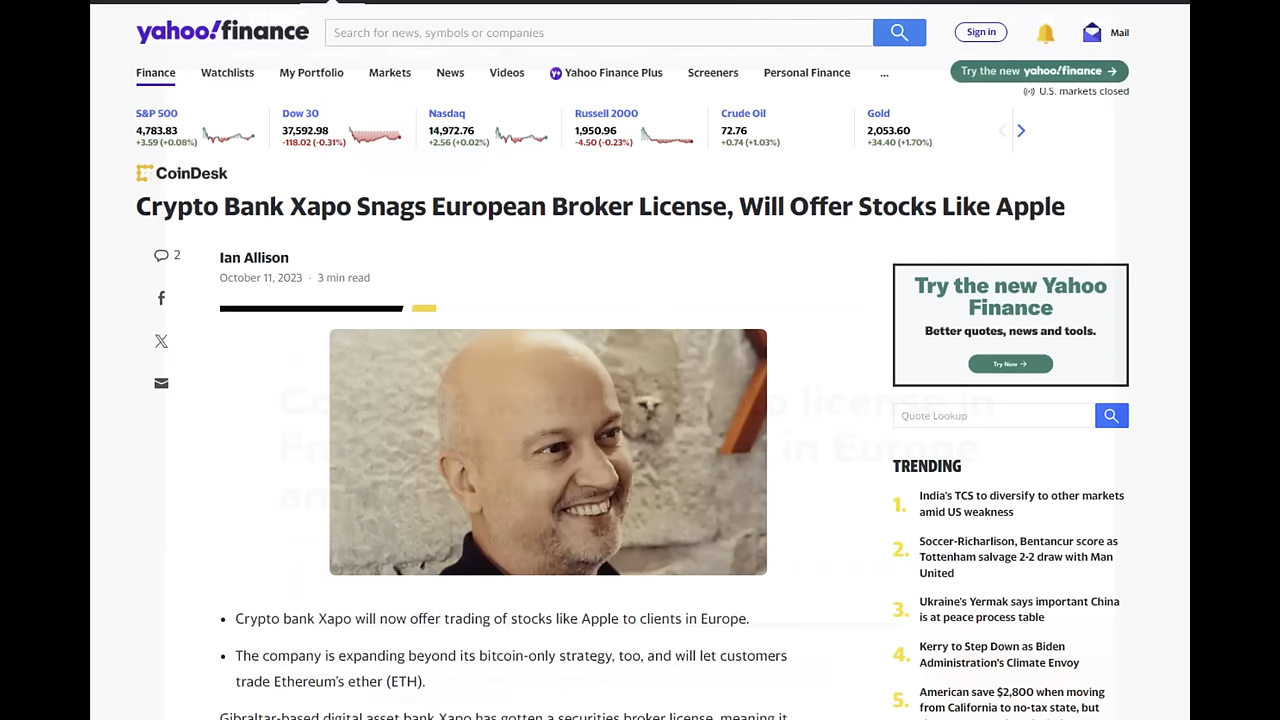 yahoo!finance
Search for news, symbols or companies
Sign in
Mail
Finance Watchlists My Portfolio Markets News Videos Yahoo Finance Plus Screeners Personal Finance ...
Try the new yahoo!finance →
U.S. markets closed
S&P 500
4,783.83
+3.59 (+0.08%)
Dow 30
37,592.98
-118.02 (-0.31%)
Nasdaq
14,972.76
+2.56 (+0.02%)
Russell 2000
1,950.96
-4.50 (-0.23%)
Crude Oil
72.76
+0.74 (+1.03%)
Gold
2,053.60
+34.40 (+1.70%)
CoinDesk
Crypto Bank Xapo Snags European Broker License, Will Offer Stocks Like Apple
2
Ian Allison
October 11, 2023 · 3 min read
Try the new Yahoo
Finance
Better quotes, news and tools.
Try Now →
Quote Lookup
TRENDING
1. India's TCS to diversify to other markets
amid US weakness
2. Soccer-Richarlison, Bentancur score as
Tottenham salvage 2-2 draw with Man
United
3. Ukraine's Yermak says important China
is at peace process table
4. Kerry to Step Down as Biden
Administration's Climate Envoy
5. American save $2,800 when moving
from California to no-tax state, but
• Crypto bank Xapo will now offer trading of stocks like Apple to clients in Europe.
• The company is expanding beyond its bitcoin-only strategy, too, and will let customers
trade Ethereum's ether (ETH).
Gibraltar-based digital asset bank Xapo has gotten a securities broker license, meaning it